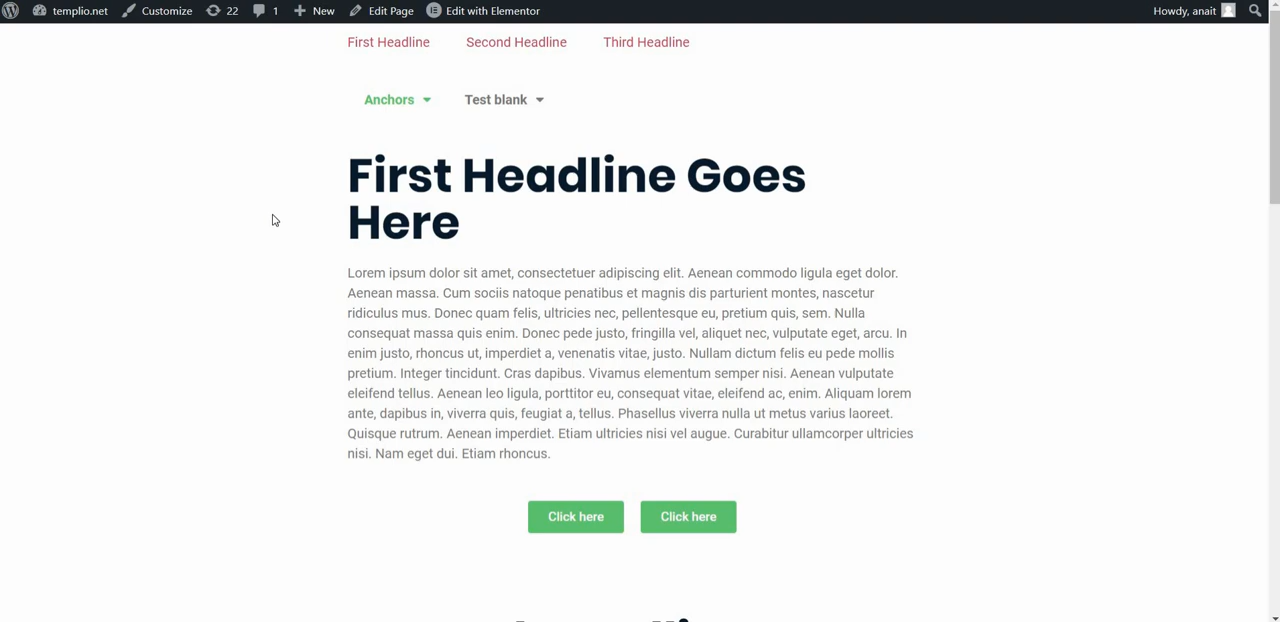 templio.net Customize 22 1 New Edit Page Edit with Elementor Howdy, anait
First Headline Second Headline Third Headline
Anchors Test blank
First Headline Goes
Here
Lorem ipsum dolor sit amet, consectetuer adipiscing elit. Aenean commodo ligula eget dolor.
Aenean massa. Cum sociis natoque penatibus et magnis dis parturient montes, nascetur
ridiculus mus. Donec quam felis, ultricies nec, pellentesque eu, pretium quis, sem. Nulla
consequat massa quis enim. Donec pede justo, fringilla vel, aliquet nec, vulputate eget, arcu. In
enim justo, rhoncus ut, imperdiet a, venenatis vitae, justo. Nullam dictum felis eu pede mollis
pretium. Integer tincidunt. Cras dapibus. Vivamus elementum semper nisi. Aenean vulputate
eleifend tellus. Aenean leo ligula, porttitor eu, consequat vitae, eleifend ac, enim. Aliquam lorem
ante, dapibus in, viverra quis, feugiat a, tellus. Phasellus viverra nulla ut metus varius laoreet.
Quisque rutrum. Aenean imperdiet. Etiam ultricies nisi vel augue. Curabitur ullamcorper ultricies
nisi. Nam eget dui. Etiam rhoncus.
Click here Click here